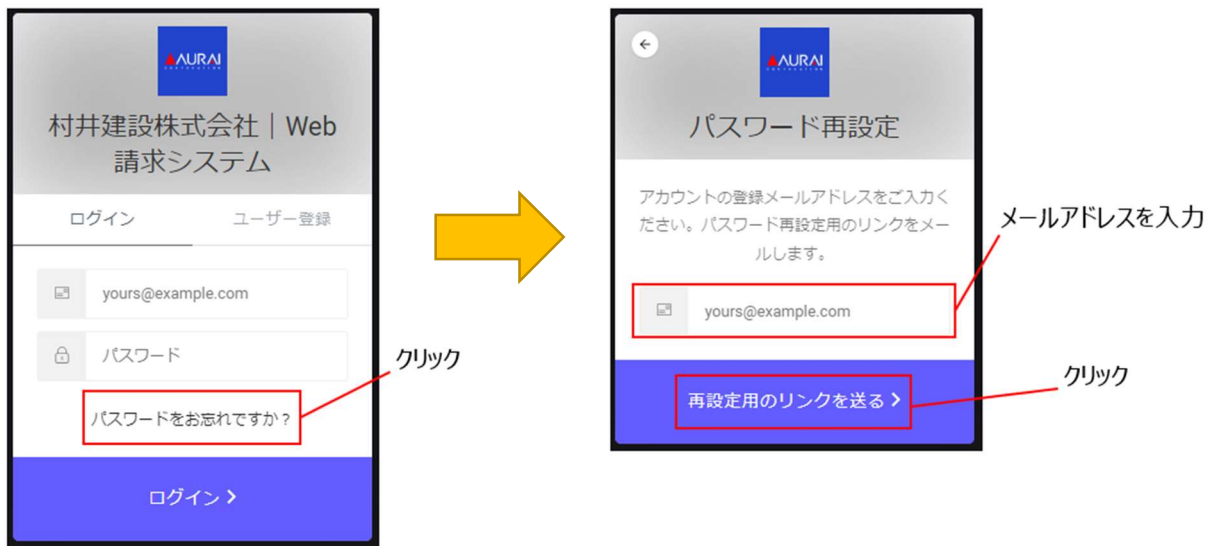 AURAI
村井建設株式会社｜Web
請求システム
ログイン
ユーザー登録
yours@example.com
パスワード
パスワードをお忘れですか?
ログイン >
クリック
AURAI
パスワード再設定
アカウントの登録メールアドレスをご入力く
ださい。パスワード再設定用のリンクをメー
ルします。
yours@example.com
再設定用のリンクを送る >
メールアドレスを入力
クリック